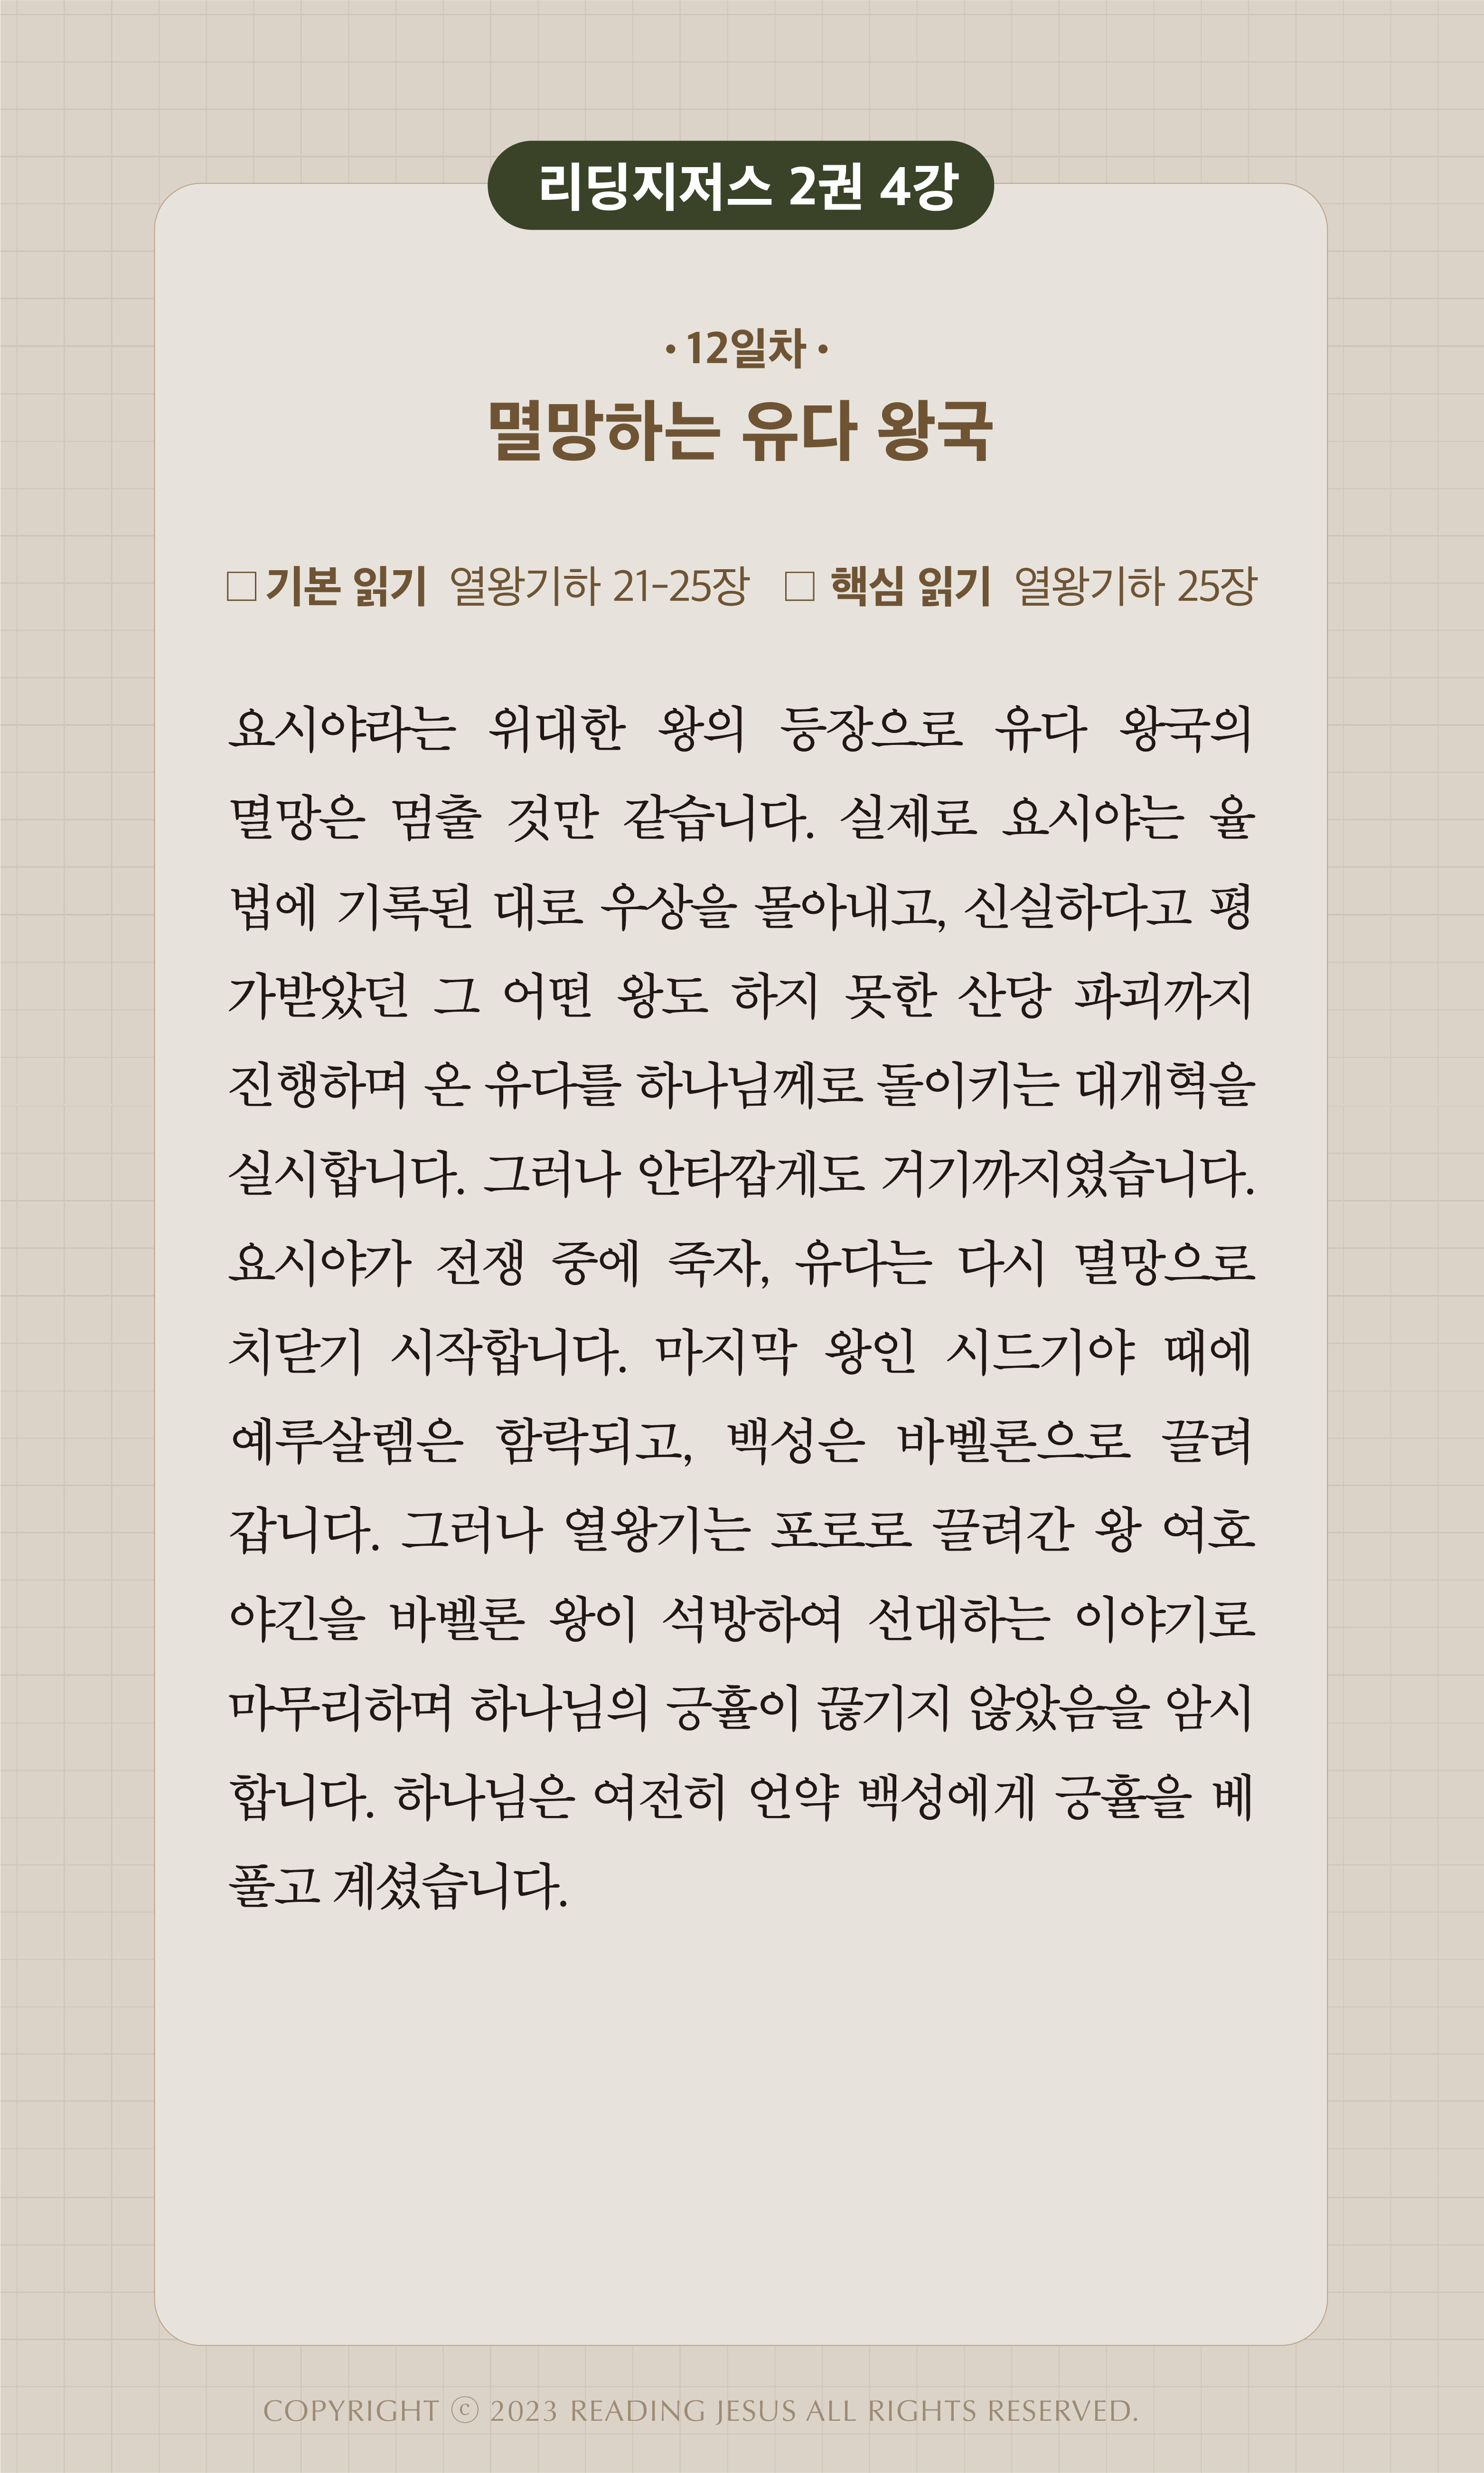 리딩지저스 2권 4강
· 12일차 ·
멸망하는 유다 왕국
□ 기본 읽기 열왕기하 21-25장 □ 핵심 읽기 열왕기하 25장
요시야라는 위대한 왕의 등장으로 유다 왕국의
멸망은 멈출 것만 같습니다. 실제로 요시야는 율
법에 기록된 대로 우상을 몰아내고, 신실하다고 평
가받았던 그 어떤 왕도 하지 못한 산당 파괴까지
진행하며 온 유다를 하나님께로 돌이키는 대개혁을
실시합니다. 그러나 안타깝게도 거기까지였습니다.
요시야가 전쟁 중에 죽자, 유다는 다시 멸망으로
치닫기 시작합니다. 마지막 왕인 시드기야 때에
예루살렘은 함락되고, 백성은 바벨론으로 끌려
갑니다. 그러나 열왕기는 포로로 끌려간 왕 여호
야긴을 바벨론 왕이 석방하여 선대하는 이야기로
마무리하며 하나님의 긍휼이 끊기지 않았음을 암시
합니다. 하나님은 여전히 언약 백성에게 긍휼을 베
풀고 계셨습니다.
COPYRIGHT ⓒ 2023 READING JESUS ALL RIGHTS RESERVED.